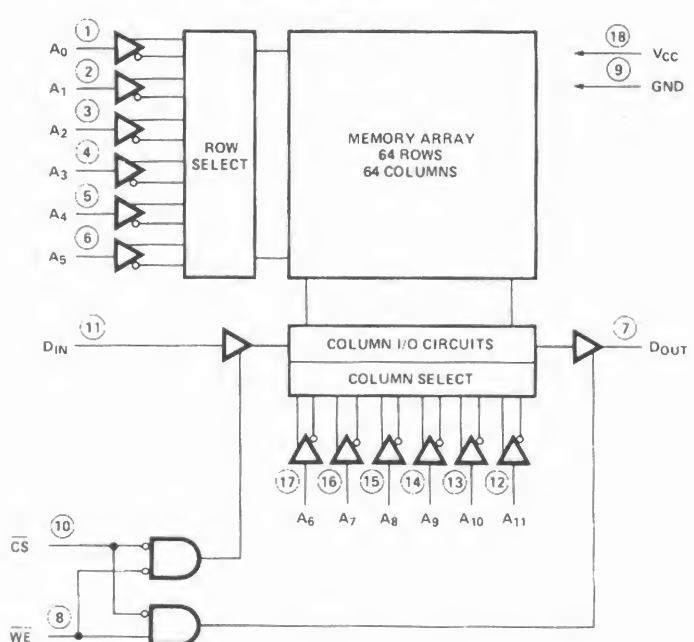 1
A0
2
A1
3
A2
4
A3
5
A4
6
A5
ROW
SELECT
MEMORY ARRAY
64 ROWS
64 COLUMNS
18
VCC
9
GND
11
DIN
COLUMN I/O CIRCUITS
COLUMN SELECT
7
DOUT
17 16 15 14 13 12
A6 A7 A8 A9 A10 A11
10
CS
8
WE